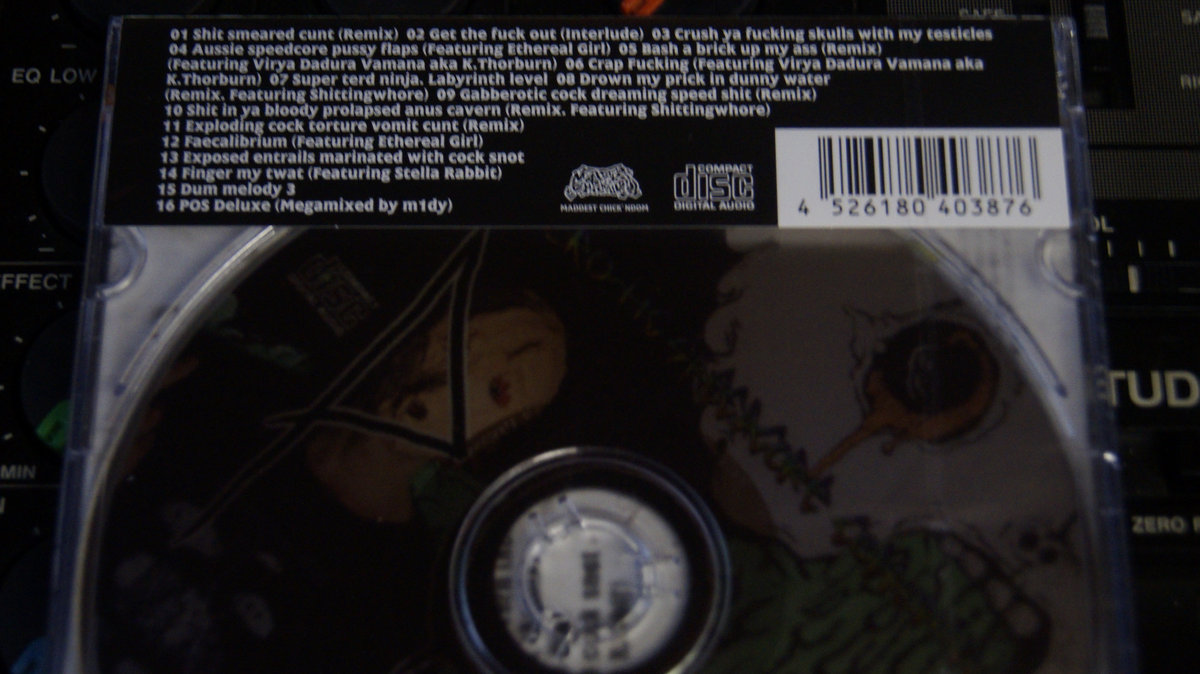 01 Shit smeared cunt (Remix) 02 Get the fuck out (Interlude) 03 Crush ya fucking skulls with my testicles
04 Aussie speedcore pussy flaps (Featuring Ethereal Girl) 05 Bash a brick up my ass (Remix)
(Featuring Virya Dadura Vamana aka K.Thorburn) 06 Crap Fucking (Featuring Virya Dadura Vamana aka
K.Thorburn) 07 Super terd ninja. Labyrinth level 08 Drown my prick in dunny water
(Remix. Featuring Shittingwhore) 09 Gabberotic cock dreaming speed shit (Remix)
10 Shit in ya bloody prolapsed anus cavern (Remix. Featuring Shittingwhore)
11 Exploding cock torture vomit cunt (Remix)
12 Faecalibrium (Featuring Ethereal Girl)
13 Exposed entrails marinated with cock snot
14 Finger my twat (Featuring Stella Rabbit)
15 Dum melody 3
16 POS Deluxe (Megamixed by m1dy)
MADDEST CHICK'NDOM
COMPACT
disc
DIGITAL AUDIO
4 526180 403876
EQ LOW
EFFECT
MIN
TUD
ZERO